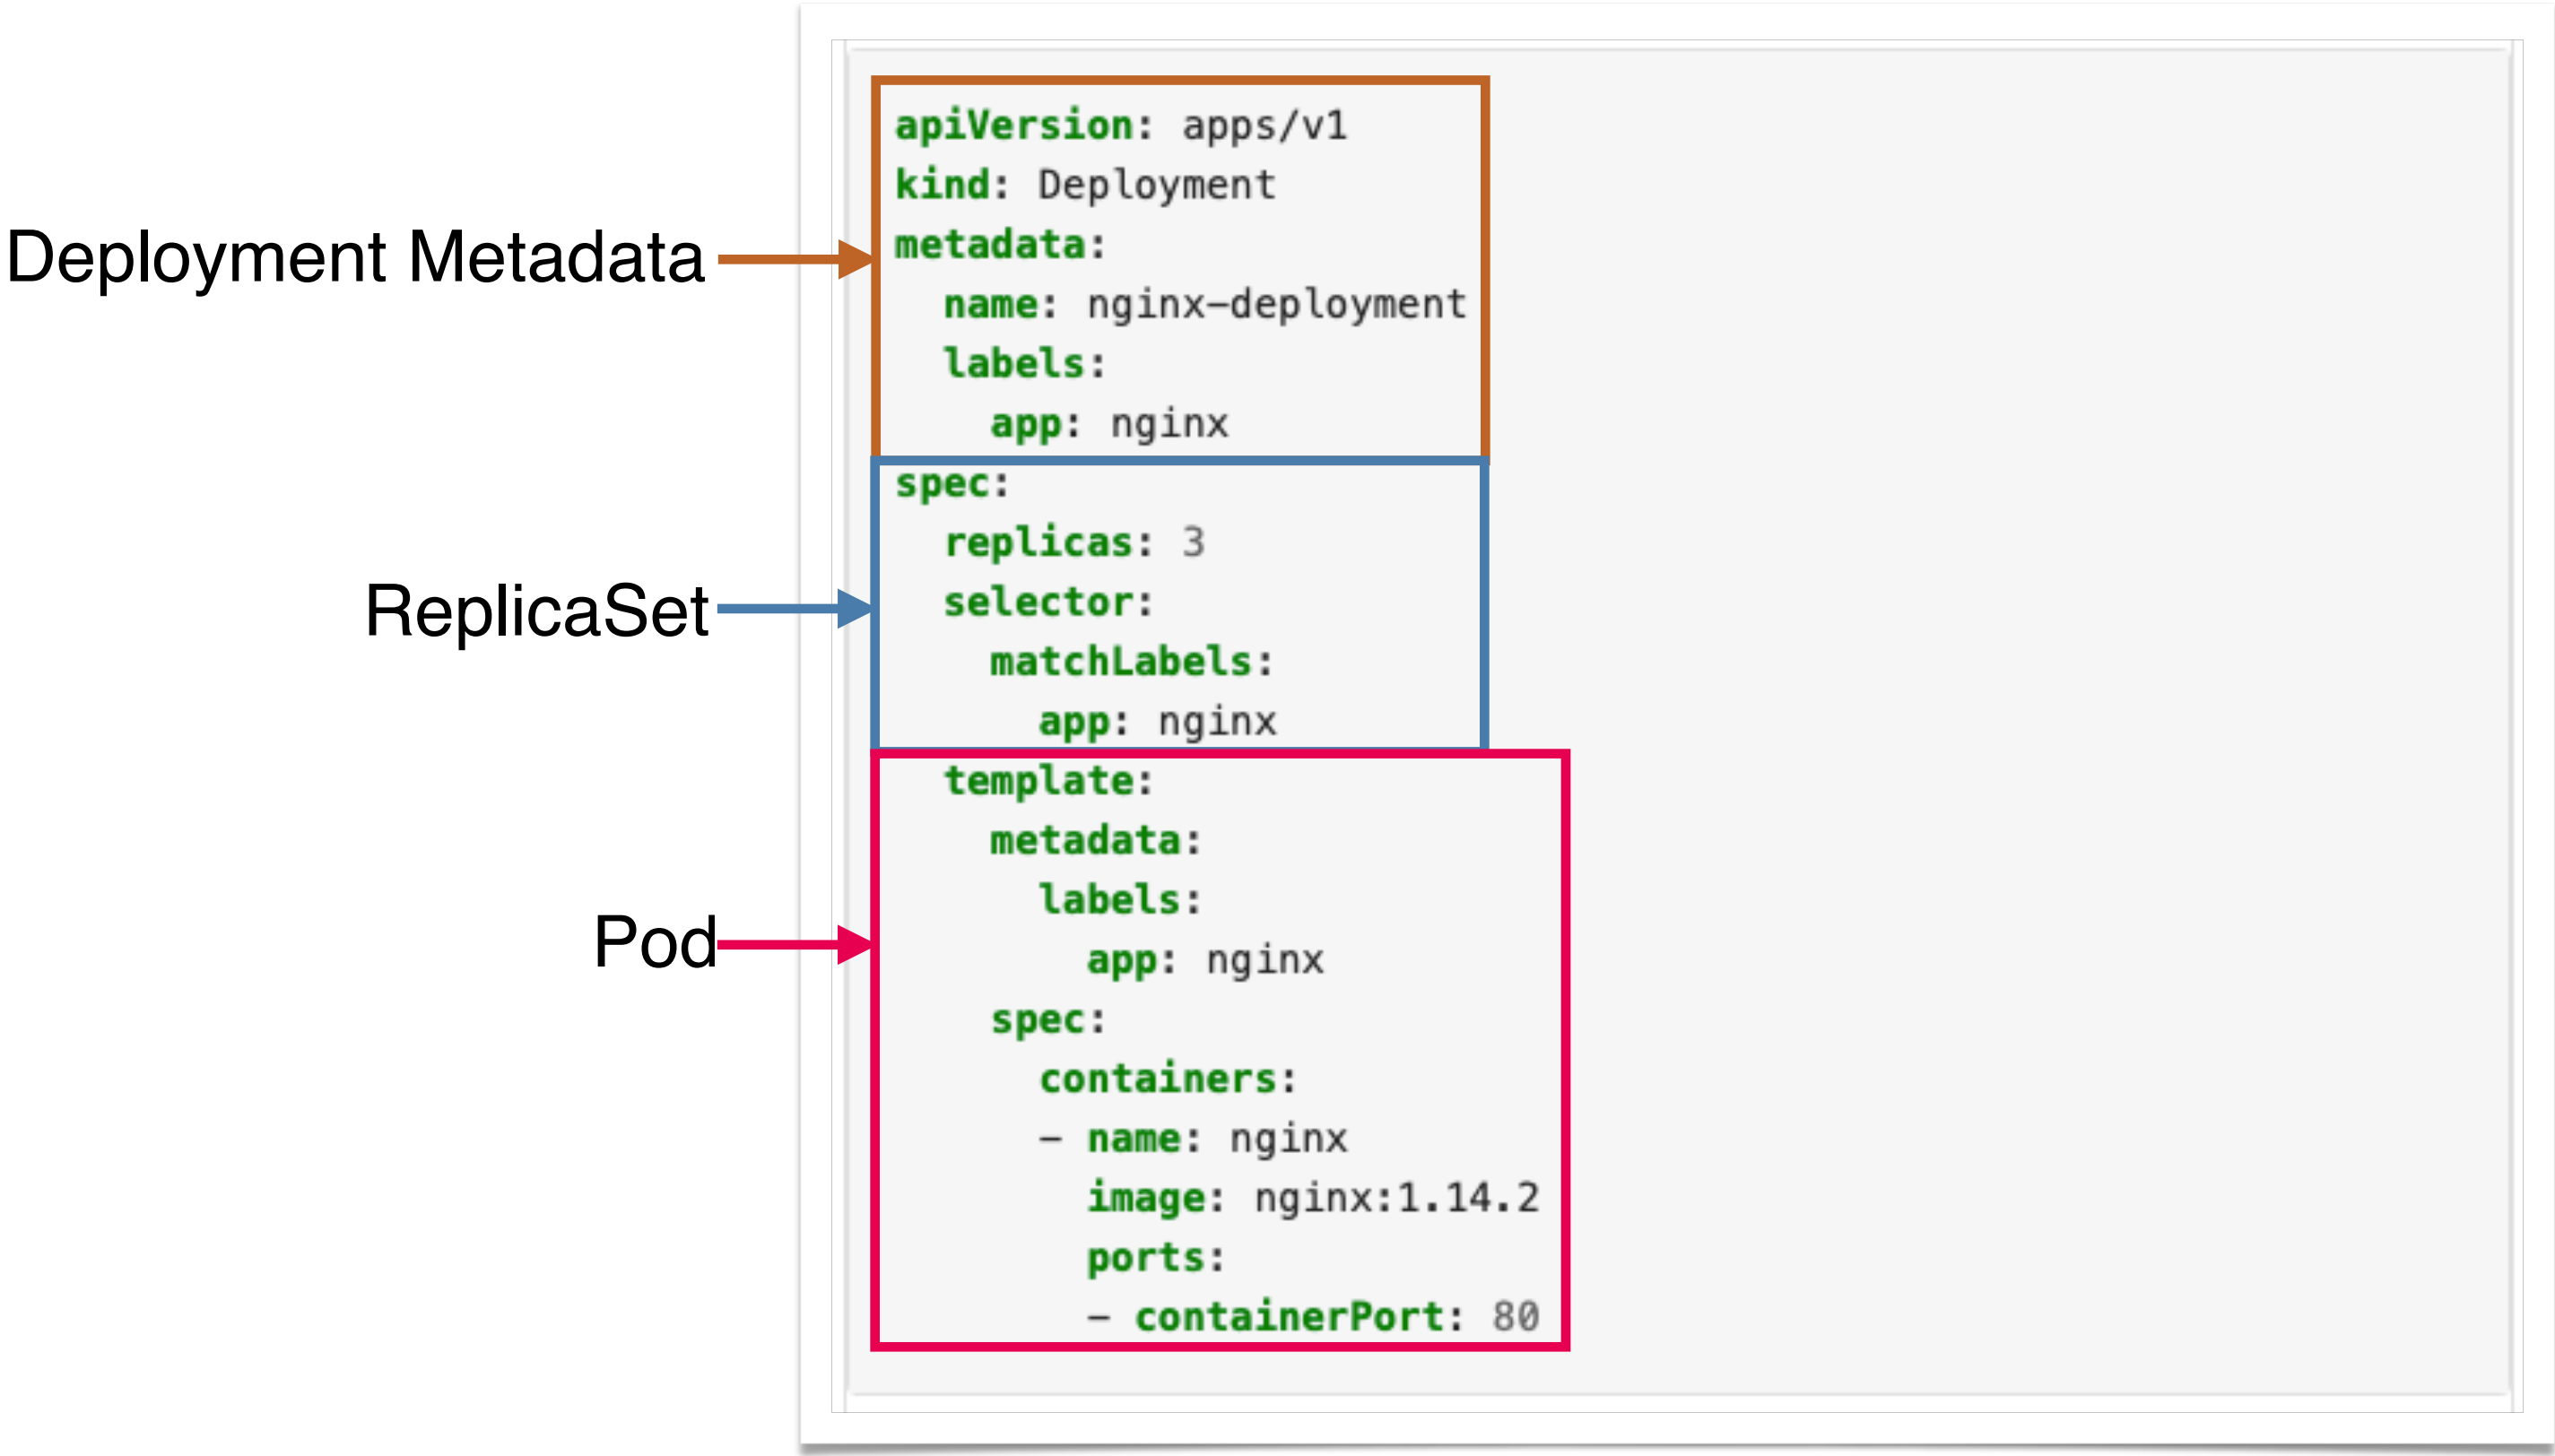 Deployment Metadata
ReplicaSet
Pod
apiVersion: apps/v1
kind: Deployment
metadata:
  name: nginx-deployment
  labels:
    app: nginx
spec:
  replicas: 3
  selector:
    matchLabels:
      app: nginx
  template:
    metadata:
      labels:
        app: nginx
    spec:
      containers:
      - name: nginx
        image: nginx:1.14.2
        ports:
        - containerPort: 80